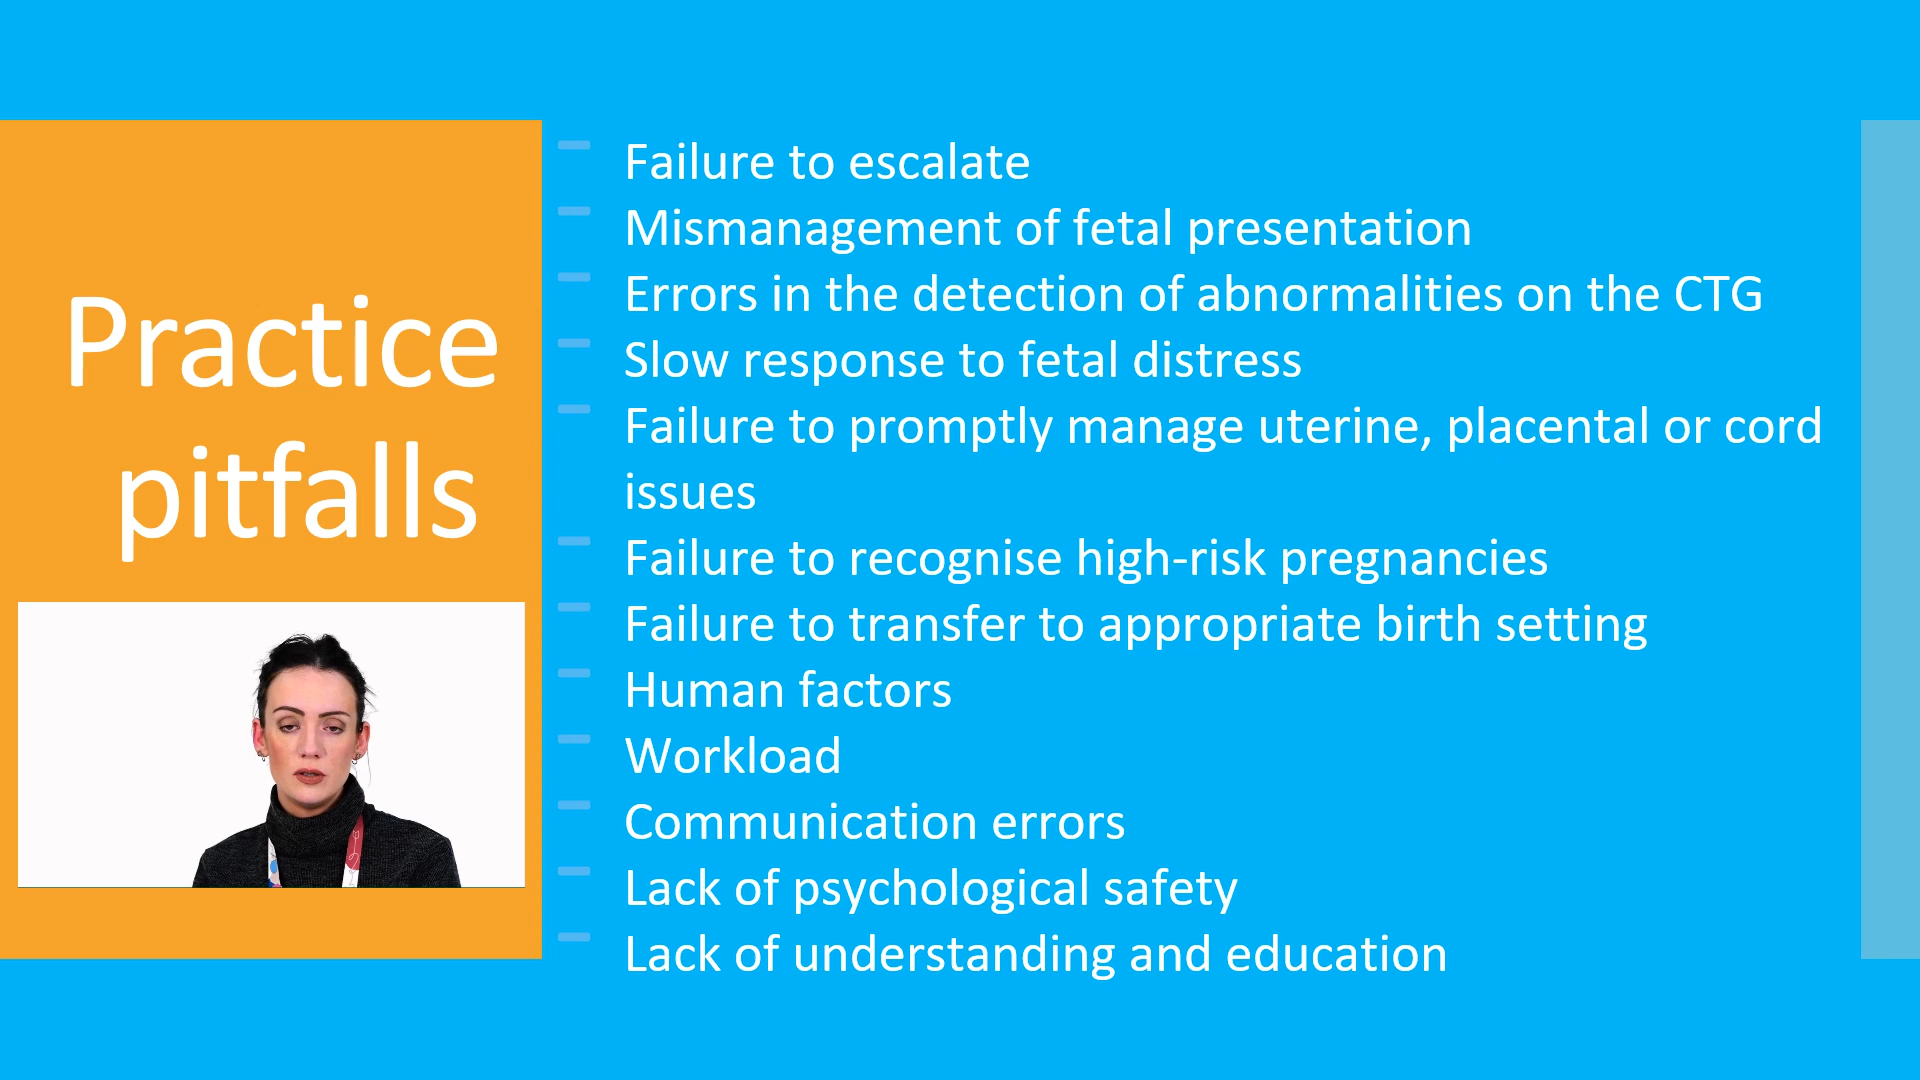 Practice
pitfalls
Failure to escalate
Mismanagement of fetal presentation
Errors in the detection of abnormalities on the CTG
Slow response to fetal distress
Failure to promptly manage uterine, placental or cord
issues
Failure to recognise high-risk pregnancies
Failure to transfer to appropriate birth setting
Human factors
Workload
Communication errors
Lack of psychological safety
Lack of understanding and education